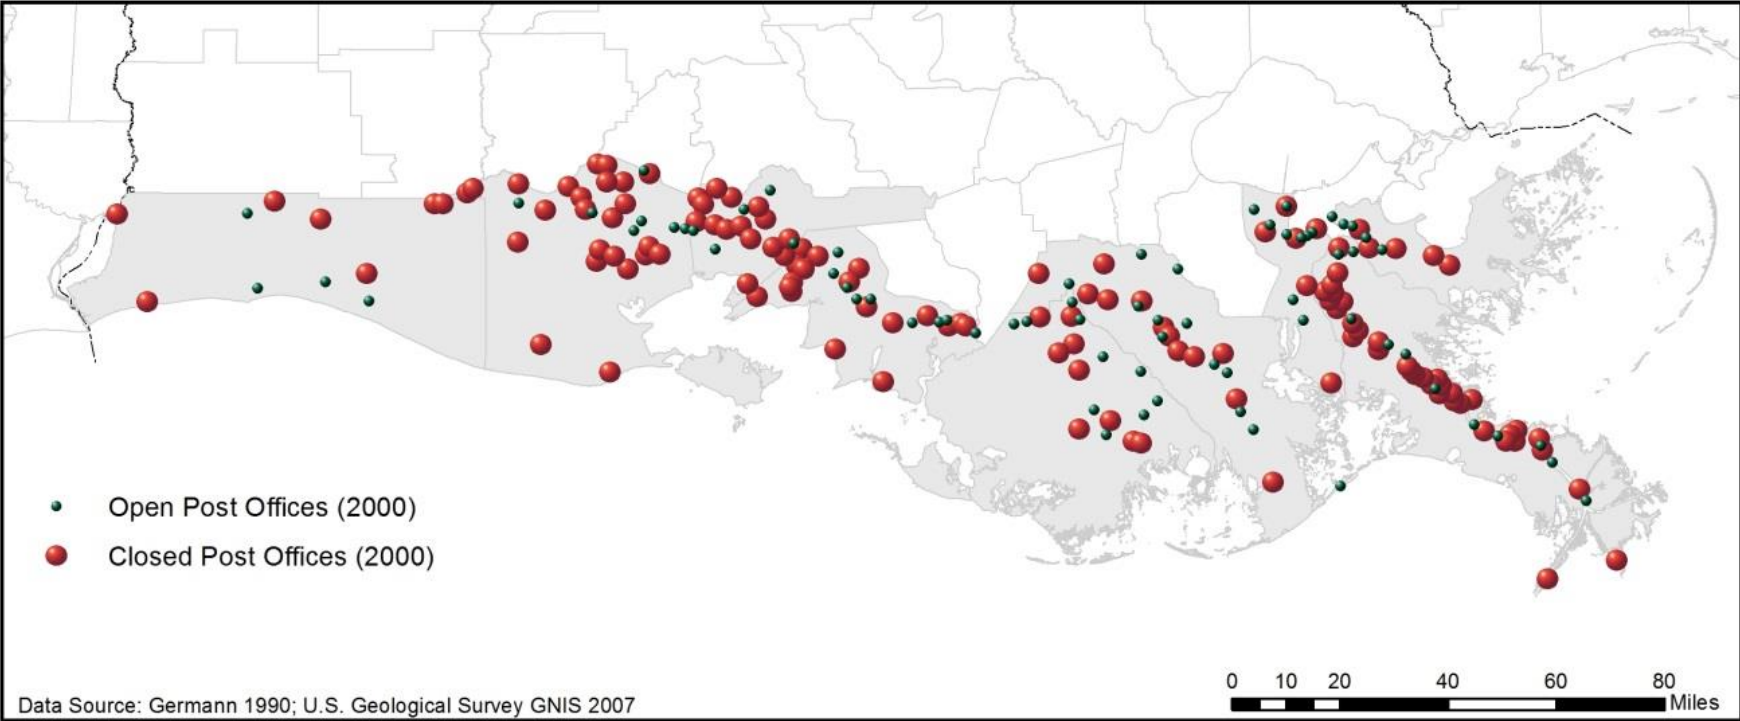 Open Post Offices (2000)
Closed Post Offices (2000)
0 10 20 40 60 80
Miles
Data Source: Germann 1990; U.S. Geological Survey GNIS 2007